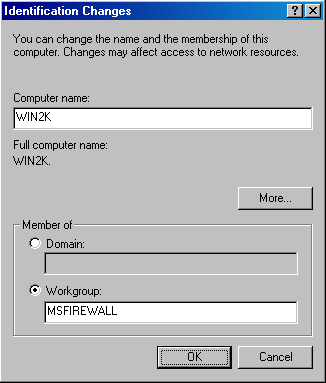 Identification Changes
You can change the name and the membership of this
computer. Changes may affect access to network resources.
Computer name:
WIN2K
Full computer name:
WIN2K.
More...
Member of
Domain:
Workgroup:
MSFIREWALL
OK
Cancel